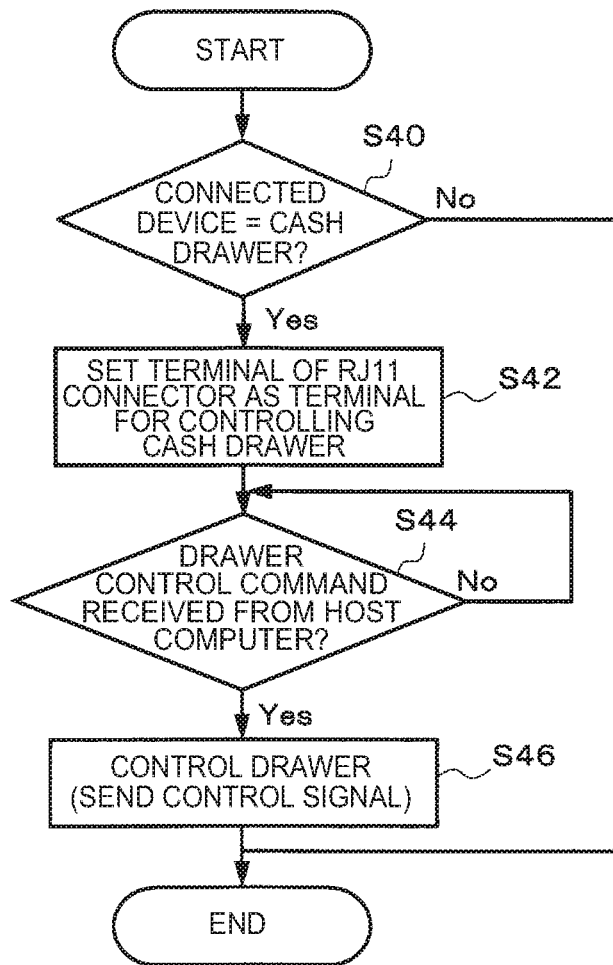 START
S40
CONNECTED
DEVICE = CASH
DRAWER?
No
Yes
SET TERMINAL OF RJ11
CONNECTOR AS TERMINAL
FOR CONTROLLING
CASH DRAWER
S42
S44
DRAWER
CONTROL COMMAND
RECEIVED FROM HOST
COMPUTER?
No
Yes
CONTROL DRAWER
(SEND CONTROL SIGNAL)
S46
END